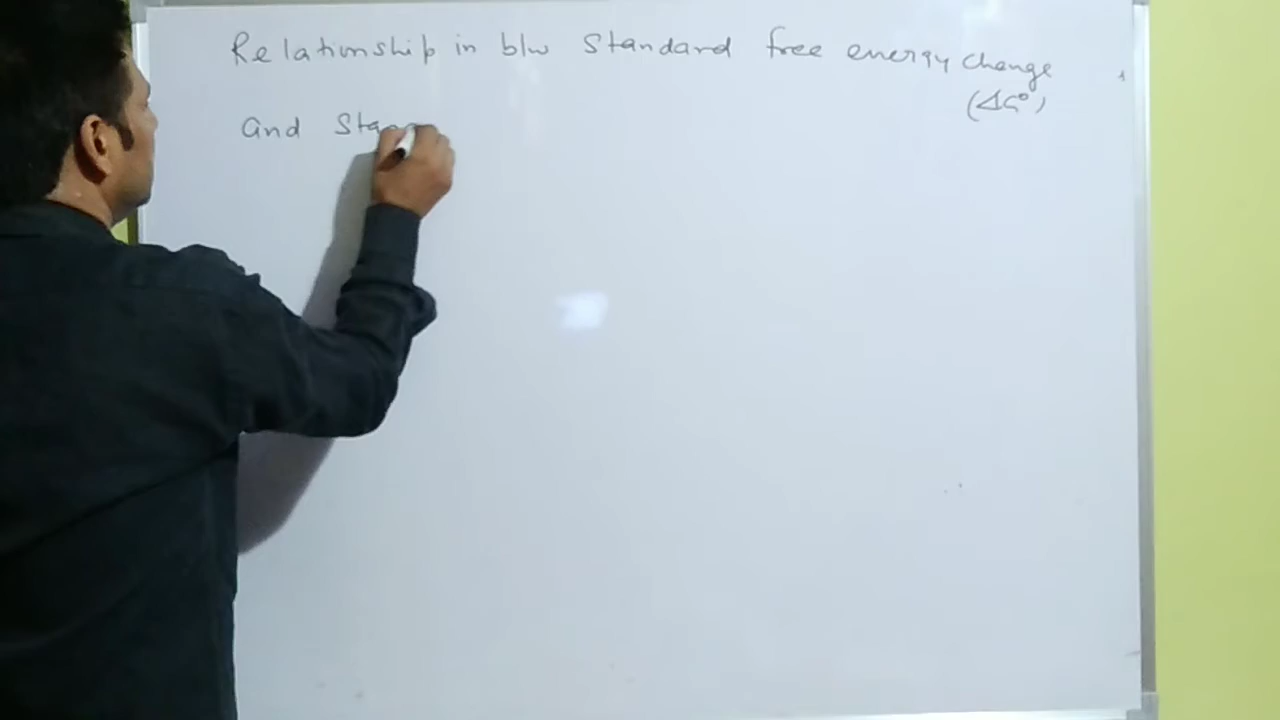 Relationship in b/w Standard free energy change
(ΔG°)
and Stan